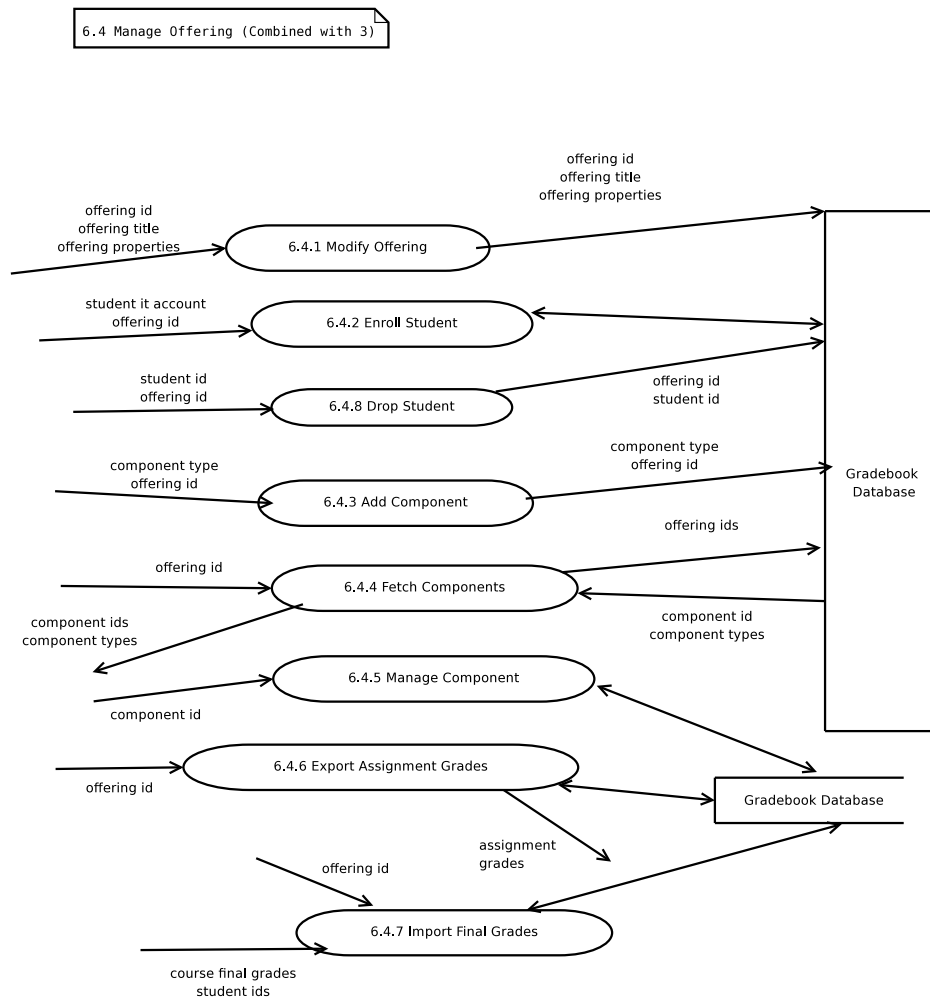 6.4 Manage Offering (Combined with 3)
offering id
offering title
offering properties
offering id
offering title
offering properties
6.4.1 Modify Offering
student it account
offering id
6.4.2 Enroll Student
student id
offering id
6.4.8 Drop Student
offering id
student id
component type
offering id
6.4.3 Add Component
component type
offering id
Gradebook
Database
offering id
6.4.4 Fetch Components
offering ids
component ids
component types
component id
component types
6.4.5 Manage Component
component id
6.4.6 Export Assignment Grades
offering id
Gradebook Database
assignment
grades
offering id
6.4.7 Import Final Grades
course final grades
student ids